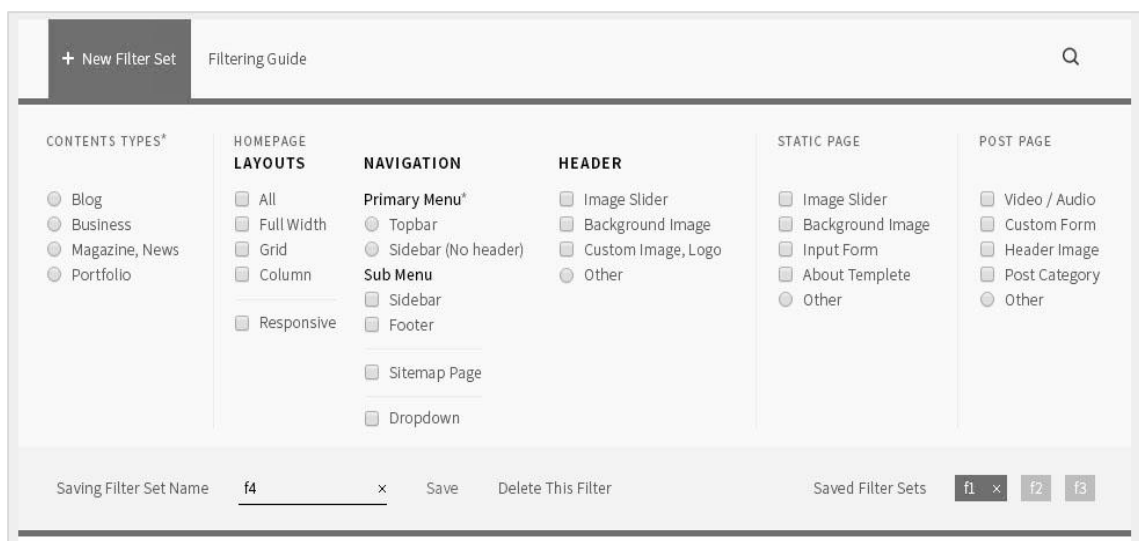 + New Filter Set
Filtering Guide
CONTENTS TYPES*
Blog
Business
Magazine, News
Portfolio
HOMEPAGE
LAYOUTS
All
Full Width
Grid
Column
Responsive
NAVIGATION
Primary Menu*
Topbar
Sidebar (No header)
Sub Menu
Sidebar
Footer
Sitemap Page
Dropdown
HEADER
Image Slider
Background Image
Custom Image, Logo
Other
STATIC PAGE
Image Slider
Background Image
Input Form
About Templete
Other
POST PAGE
Video / Audio
Custom Form
Header Image
Post Category
Other
Saving Filter Set Name
f4 ×
Save
Delete This Filter
Saved Filter Sets
f1 ×
f2
f3